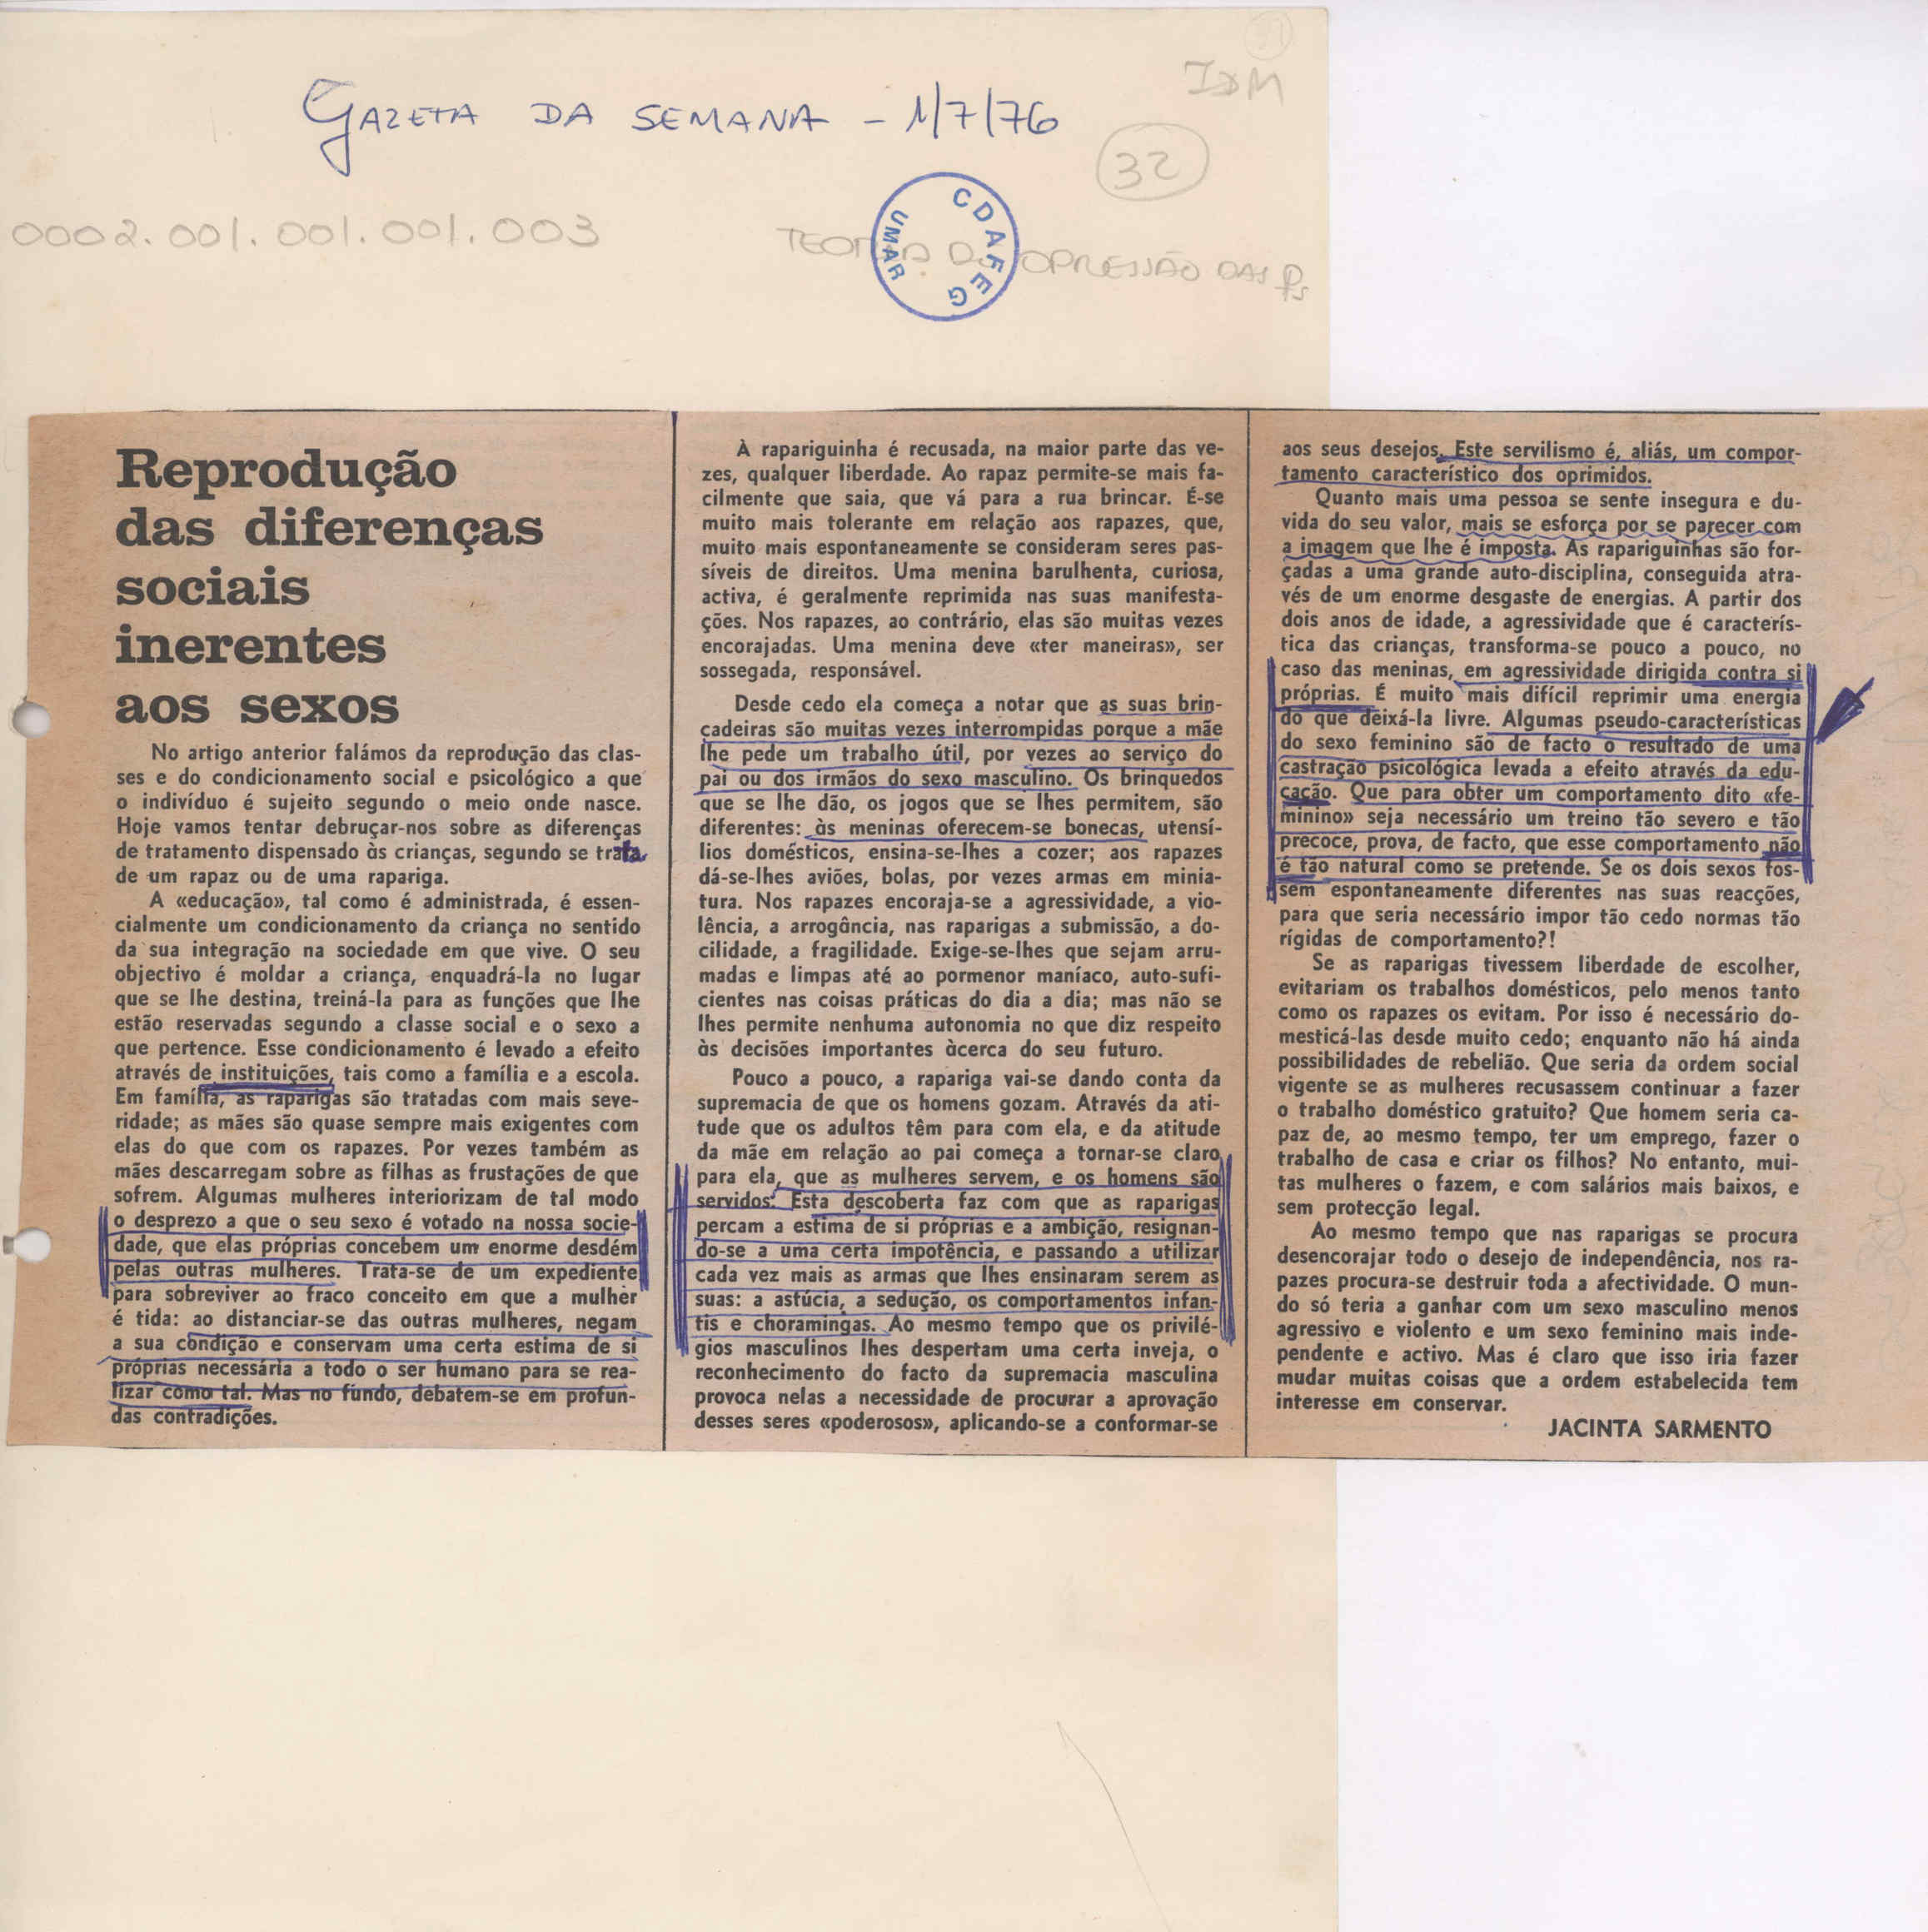 IDM
GAZETA DA SEMANA - 1/7/76
32
0002.001.001.001.003
CDAFEG
UMAR
OPRESSÃO DAS
Reprodução
das diferenças
sociais
inerentes
aos sexos
No artigo anterior falámos da reprodução das clas-
ses e do condicionamento social e psicológico a que
o indivíduo é sujeito segundo o meio onde nasce.
Hoje vamos tentar debruçar-nos sobre as diferenças
de tratamento dispensado às crianças, segundo se trata
de um rapaz ou de uma rapariga.
A «educação», tal como é administrada, é essen-
cialmente um condicionamento da criança no sentido
da sua integração na sociedade em que vive. O seu
objectivo é moldar a criança, enquadrá-la no lugar
que se lhe destina, treiná-la para as funções que lhe
estão reservadas segundo a classe social e o sexo a
que pertence. Esse condicionamento é levado a efeito
através de instituições, tais como a família e a escola.
Em família, as raparigas são tratadas com mais seve-
ridade; as mães são quase sempre mais exigentes com
elas do que com os rapazes. Por vezes também as
mães descarregam sobre as filhas as frustações de que
sofrem. Algumas mulheres interiorizam de tal modo
o desprezo a que o seu sexo é votado na nossa socie-
dade, que elas próprias concebem um enorme desdém
pelas outras mulheres. Trata-se de um expediente
para sobreviver ao fraco conceito em que a mulher
é tida: ao distanciar-se das outras mulheres, negam
a sua condição e conservam uma certa estima de si
próprias necessária a todo o ser humano para se rea-
lizar como tal. Mas no fundo, debatem-se em profun-
das contradições.
À rapariguinha é recusada, na maior parte das ve-
zes, qualquer liberdade. Ao rapaz permite-se mais fa-
cilmente que saia, que vá para a rua brincar. É-se
muito mais tolerante em relação aos rapazes, que,
muito mais espontaneamente se consideram seres pas-
síveis de direitos. Uma menina barulhenta, curiosa,
activa, é geralmente reprimida nas suas manifesta-
ções. Nos rapazes, ao contrário, elas são muitas vezes
encorajadas. Uma menina deve «ter maneiras», ser
sossegada, responsável.
Desde cedo ela começa a notar que as suas brin-
cadeiras são muitas vezes interrompidas porque a mãe
lhe pede um trabalho útil, por vezes ao serviço do
pai ou dos irmãos do sexo masculino. Os brinquedos
que se lhe dão, os jogos que se lhes permitem, são
diferentes: às meninas oferecem-se bonecas, utensí-
lios domésticos, ensina-se-lhes a cozer; aos rapazes
dá-se-lhes aviões, bolas, por vezes armas em minia-
tura. Nos rapazes encoraja-se a agressividade, a vio-
lência, a arrogância, nas raparigas a submissão, a do-
cilidade, a fragilidade. Exige-se-lhes que sejam arru-
madas e limpas até ao pormenor maníaco, auto-sufi-
cientes nas coisas práticas do dia a dia; mas não se
lhes permite nenhuma autonomia no que diz respeito
às decisões importantes àcerca do seu futuro.
Pouco a pouco, a rapariga vai-se dando conta da
supremacia de que os homens gozam. Através da ati-
tude que os adultos têm para com ela, e da atitude
da mãe em relação ao pai começa a tornar-se claro
para ela, que as mulheres servem, e os homens são
servidos. Esta descoberta faz com que as raparigas
percam a estima de si próprias e a ambição, resignan-
do-se a uma certa impotência, e passando a utilizar
cada vez mais as armas que lhes ensinaram serem as
suas: a astúcia, a sedução, os comportamentos infan-
tis e choramingas. Ao mesmo tempo que os privilé-
gios masculinos lhes despertam uma certa inveja, o
reconhecimento do facto da supremacia masculina
provoca nelas a necessidade de procurar a aprovação
desses seres «poderosos», aplicando-se a conformar-se
aos seus desejos. Este servilismo é, aliás, um compor-
tamento característico dos oprimidos.
Quanto mais uma pessoa se sente insegura e du-
vida do seu valor, mais se esforça por se parecer com
a imagem que lhe é imposta. As rapariguinhas são for-
çadas a uma grande auto-disciplina, conseguida atra-
vés de um enorme desgaste de energias. A partir dos
dois anos de idade, a agressividade que é caracterís-
tica das crianças, transforma-se pouco a pouco, no
caso das meninas, em agressividade dirigida contra si
próprias. É muito mais difícil reprimir uma energia
do que deixá-la livre. Algumas pseudo-características
do sexo feminino são de facto o resultado de uma
castração psicológica levada a efeito através da edu-
cação. Que para obter um comportamento dito «fe-
minino» seja necessário um treino tão severo e tão
precoce, prova, de facto, que esse comportamento não
é tão natural como se pretende. Se os dois sexos fos-
sem espontaneamente diferentes nas suas reacções,
para que seria necessário impor tão cedo normas tão
rígidas de comportamento?!
Se as raparigas tivessem liberdade de escolher,
evitariam os trabalhos domésticos, pelo menos tanto
como os rapazes os evitam. Por isso é necessário do-
mesticá-las desde muito cedo; enquanto não há ainda
possibilidades de rebelião. Que seria da ordem social
vigente se as mulheres recusassem continuar a fazer
o trabalho doméstico gratuito? Que homem seria ca-
paz de, ao mesmo tempo, ter um emprego, fazer o
trabalho de casa e criar os filhos? No entanto, mui-
tas mulheres o fazem, e com salários mais baixos, e
sem protecção legal.
Ao mesmo tempo que nas raparigas se procura
desencorajar todo o desejo de independência, nos ra-
pazes procura-se destruir toda a afectividade. O mun-
do só teria a ganhar com um sexo masculino menos
agressivo e violento e um sexo feminino mais inde-
pendente e activo. Mas é claro que isso iria fazer
mudar muitas coisas que a ordem estabelecida tem
interesse em conservar.
JACINTA SARMENTO